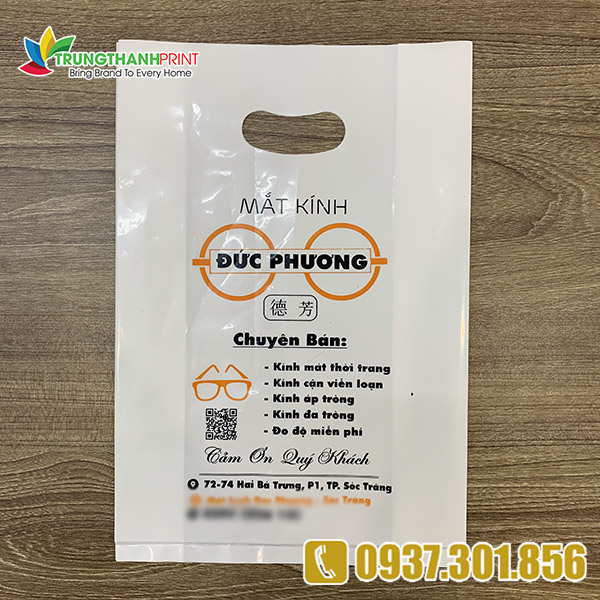 TRUNGTHANHPRINT
Bring Brand To Every Home
MẮT KÍNH
ĐỨC PHƯƠNG
德 芳
Chuyên Bán:
- Kính mát thời trang
- Kính cận viễn loạn
- Kính áp tròng
- Kính đa tròng
- Đo độ miễn phí
Cảm Ơn Quý Khách
72-74 Hai Bà Trưng, P1, TP. Sóc Trăng
0937.301.856